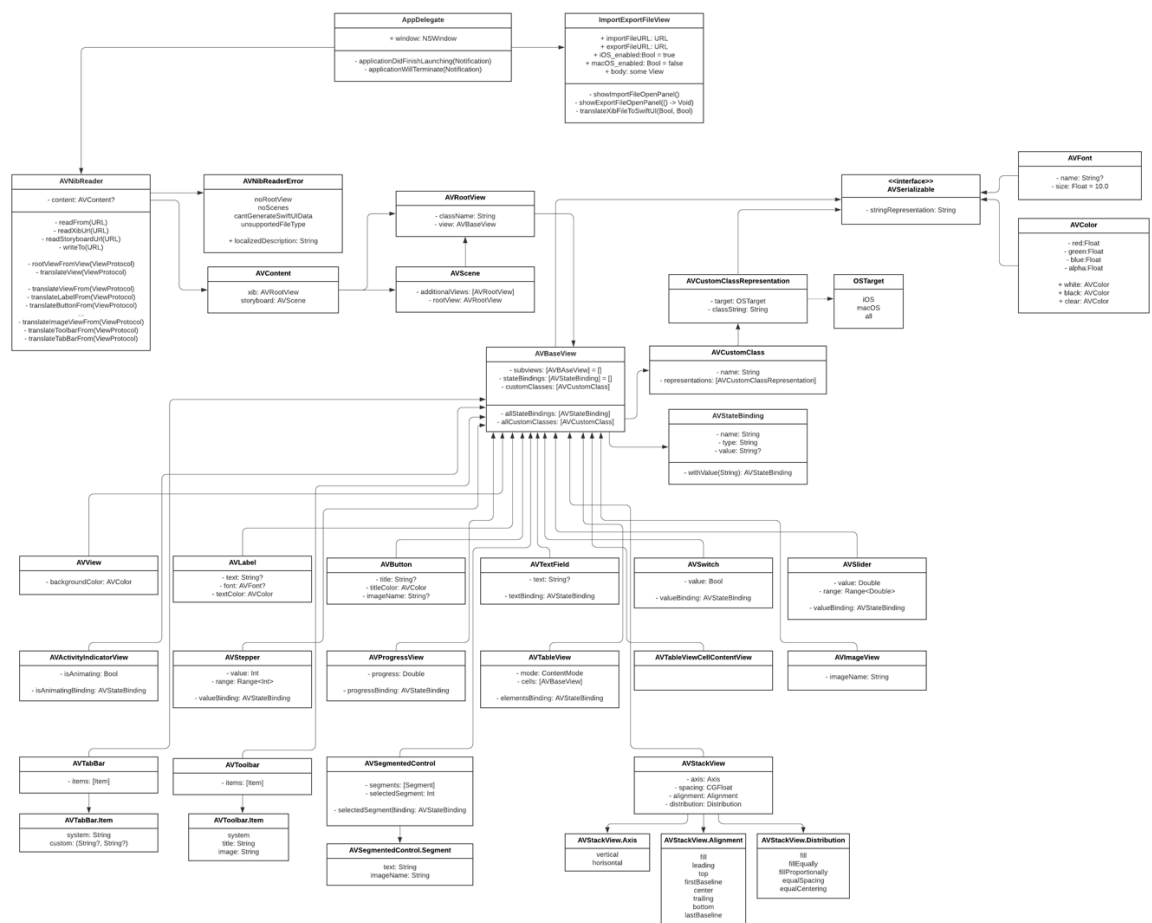 AppDelegate
+ window: NSWindow
- applicationDidFinishLaunching(Notification)
- applicationWillTerminate(Notification)
ImportExportFileView
+ importFileURL: URL
+ exportFileURL: URL
+ iOS_enabled:Bool = true
+ macOS_enabled: Bool = false
+ body: some View
- showImportFileOpenPanel()
- showExportFileOpenPanel(() -> Void)
- translateXibFileToSwiftUI(Bool, Bool)
AVNibReader
- content: AVContent?
- readFrom(URL)
- readXibUrl(URL)
- readStoryboardUrl(URL)
- writeTo(URL)
- rootViewFromView(ViewProtocol)
- translateView(ViewProtocol)
- translateViewFrom(ViewProtocol)
- translateLabelFrom(ViewProtocol)
- translateButtonFrom(ViewProtocol)
...
- translateImageViewFrom(ViewProtocol)
- translateToolbarFrom(ViewProtocol)
- translateTabBarFrom(ViewProtocol)
AVNibReaderError
noRootView
noScenes
cantGenerateSwiftUIData
unsupportedFileType
+ localizedDescription: String
AVContent
xib: AVRootView
storyboard: AVScene
AVRootView
- className: String
- view: AVBaseView
AVScene
- additionalViews: [AVRootView]
- rootView: AVRootView
<<interface>>
AVSerializable
- stringRepresentation: String
AVFont
- name: String?
- size: Float = 10.0
AVColor
- red:Float
- green:Float
- blue:Float
- alpha:Float
+ white: AVColor
+ black: AVColor
+ clear: AVColor
AVCustomClassRepresentation
- target: OSTarget
- classString: String
OSTarget
iOS
macOS
all
AVBaseView
- subviews: [AVBAseView] = []
- stateBindings: [AVStateBinding] = []
- customClasses: [AVCustomClass]
- allStateBindings: [AVStateBinding]
- allCustomClasses: [AVCustomClass]
AVCustomClass
- name: String
- representations: [AVCustomClassRepresentation]
AVStateBinding
- name: String
- type: String
- value: String?
- withValue(String): AVStateBinding
AVView
- backgroundColor: AVColor
AVLabel
- text: String?
- font: AVFont?
- textColor: AVColor
AVButton
- title: String?
- titleColor: AVColor
- imageName: String?
AVTextField
- text: String?
- textBinding: AVStateBinding
AVSwitch
- value: Bool
- valueBinding: AVStateBinding
AVSlider
- value: Double
- range: Range<Double>
- valueBinding: AVStateBinding
AVActivityIndicatorView
- isAnimating: Bool
- isAnimatingBinding: AVStateBinding
AVStepper
- value: Int
- range: Range<Int>
- valueBinding: AVStateBinding
AVProgressView
- progress: Double
- progressBinding: AVStateBinding
AVTableView
- mode: ContentMode
- cells: [AVBaseView]
- elementsBinding: AVStateBinding
AVTableViewCellContentView
AVImageView
- imageName: String
AVTabBar
- items: [Item]
AVToolbar
- items: [Item]
AVSegmentedControl
- segments: [Segment]
- selectedSegment: Int
- selectedSegmentBinding: AVStateBinding
AVStackView
- axis: Axis
- spacing: CGFloat
- alignment: Alignment
- distribution: Distribution
AVTabBar.Item
system: String
custom: (String?, String?)
AVToolbar.Item
system
title: String
image: String
AVSegmentedControl.Segment
text: String
imageName: String
AVStackView.Axis
vertical
horisontal
AVStackView.Alignment
fill
leading
top
firstBaseline
center
trailing
bottom
lastBaseline
AVStackView.Distribution
fill
fillEqually
fillProportionally
equalSpacing
equalCentering